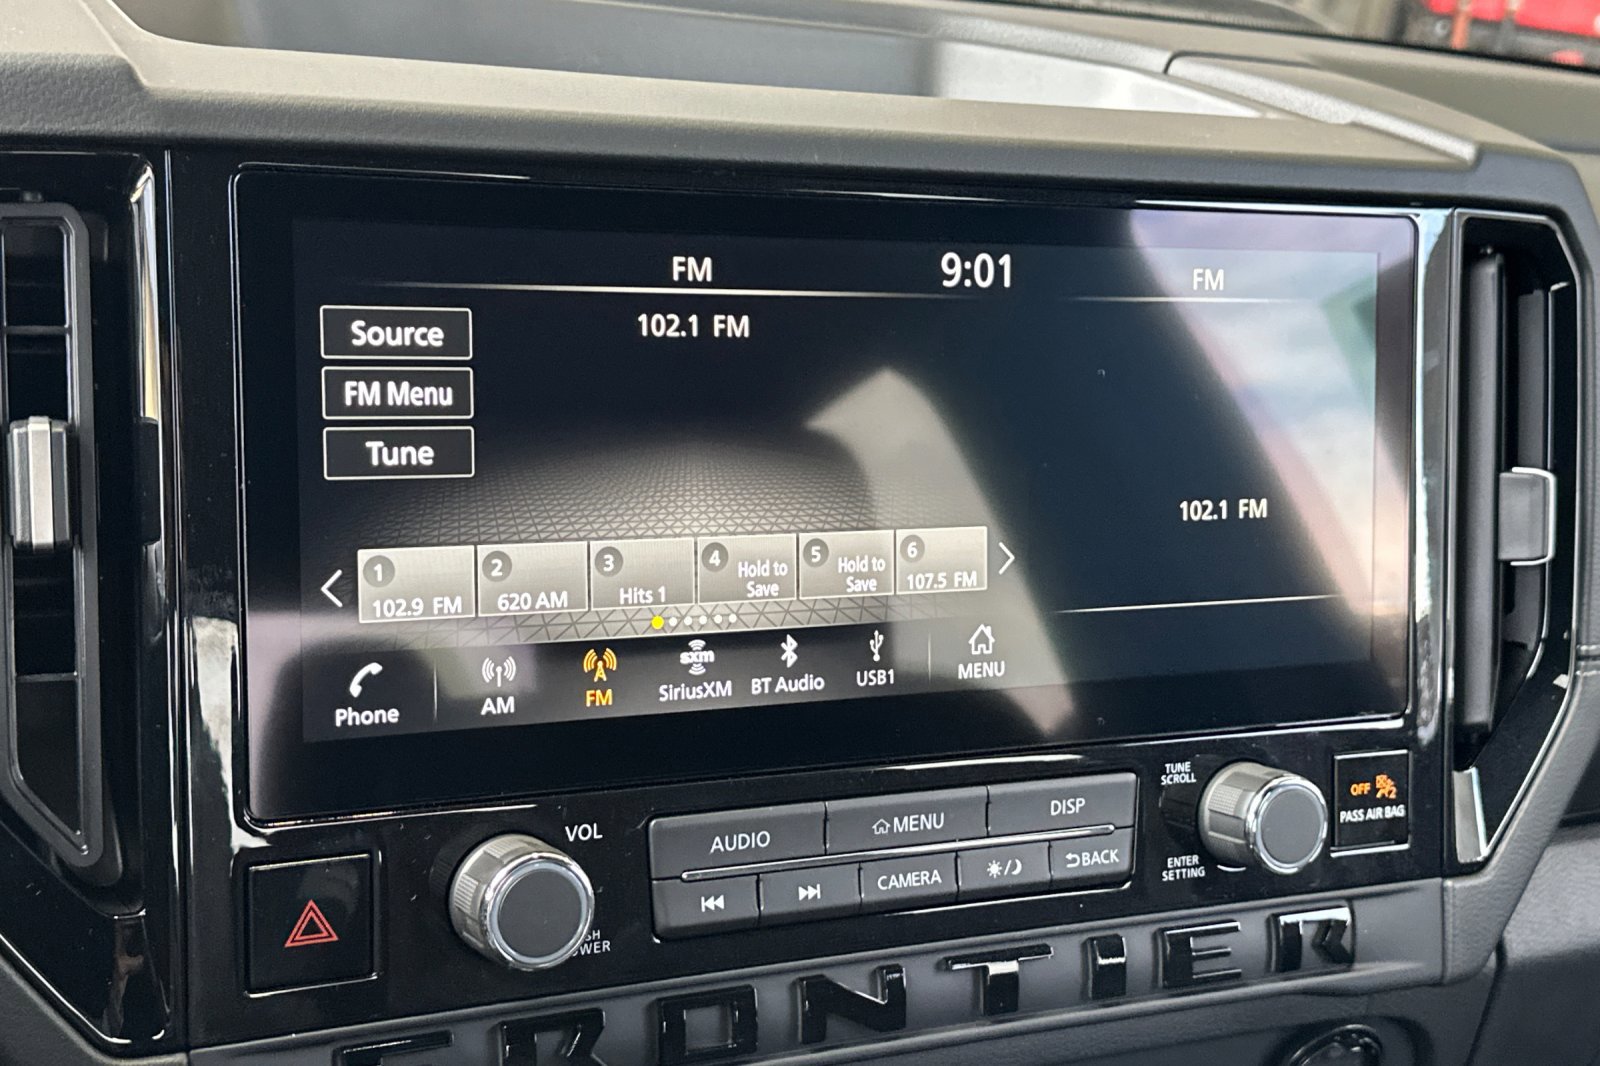 FM
9:01
FM
102.1 FM
Source
FM Menu
Tune
102.1 FM
1
102.9 FM
2
620 AM
3
Hits 1
4
Hold to
Save
5
Hold to
Save
6
107.5 FM
Phone
AM
FM
sxm
SiriusXM
BT Audio
USB1
MENU
VOL
AUDIO
MENU
DISP
CAMERA
BACK
TUNE
SCROLL
ENTER
SETTING
OFF
2
PASS AIR BAG
FRONTIER